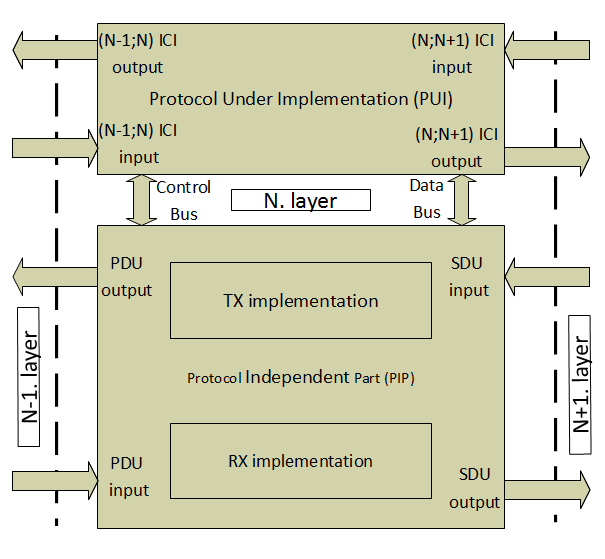 (N-1;N) ICI
output
(N;N+1) ICI
input
Protocol Under Implementation (PUI)
(N-1;N) ICI
input
(N;N+1) ICI
output
Control
Bus
N. layer
Data
Bus
PDU
output
SDU
input
TX implementation
N-1. layer
N+1. layer
Protocol Independent Part (PIP)
PDU
input
RX implementation
SDU
output